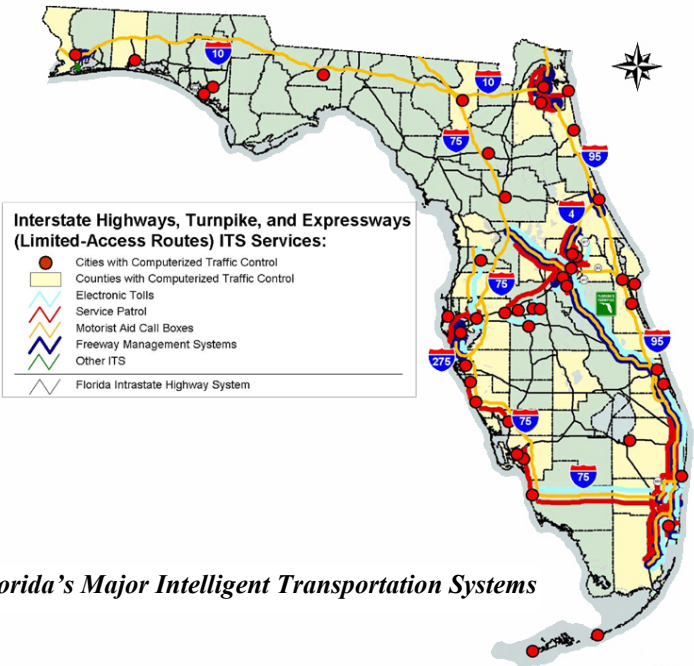 10
10
75
95
4
Interstate Highways, Turnpike, and Expressways
(Limited-Access Routes) ITS Services:
Cities with Computerized Traffic Control
Counties with Computerized Traffic Control
Electronic Tolls
Service Patrol
Motorist Aid Call Boxes
Freeway Management Systems
Other ITS
Florida Intrastate Highway System
75
95
275
75
75
orida's Major Intelligent Transportation Systems